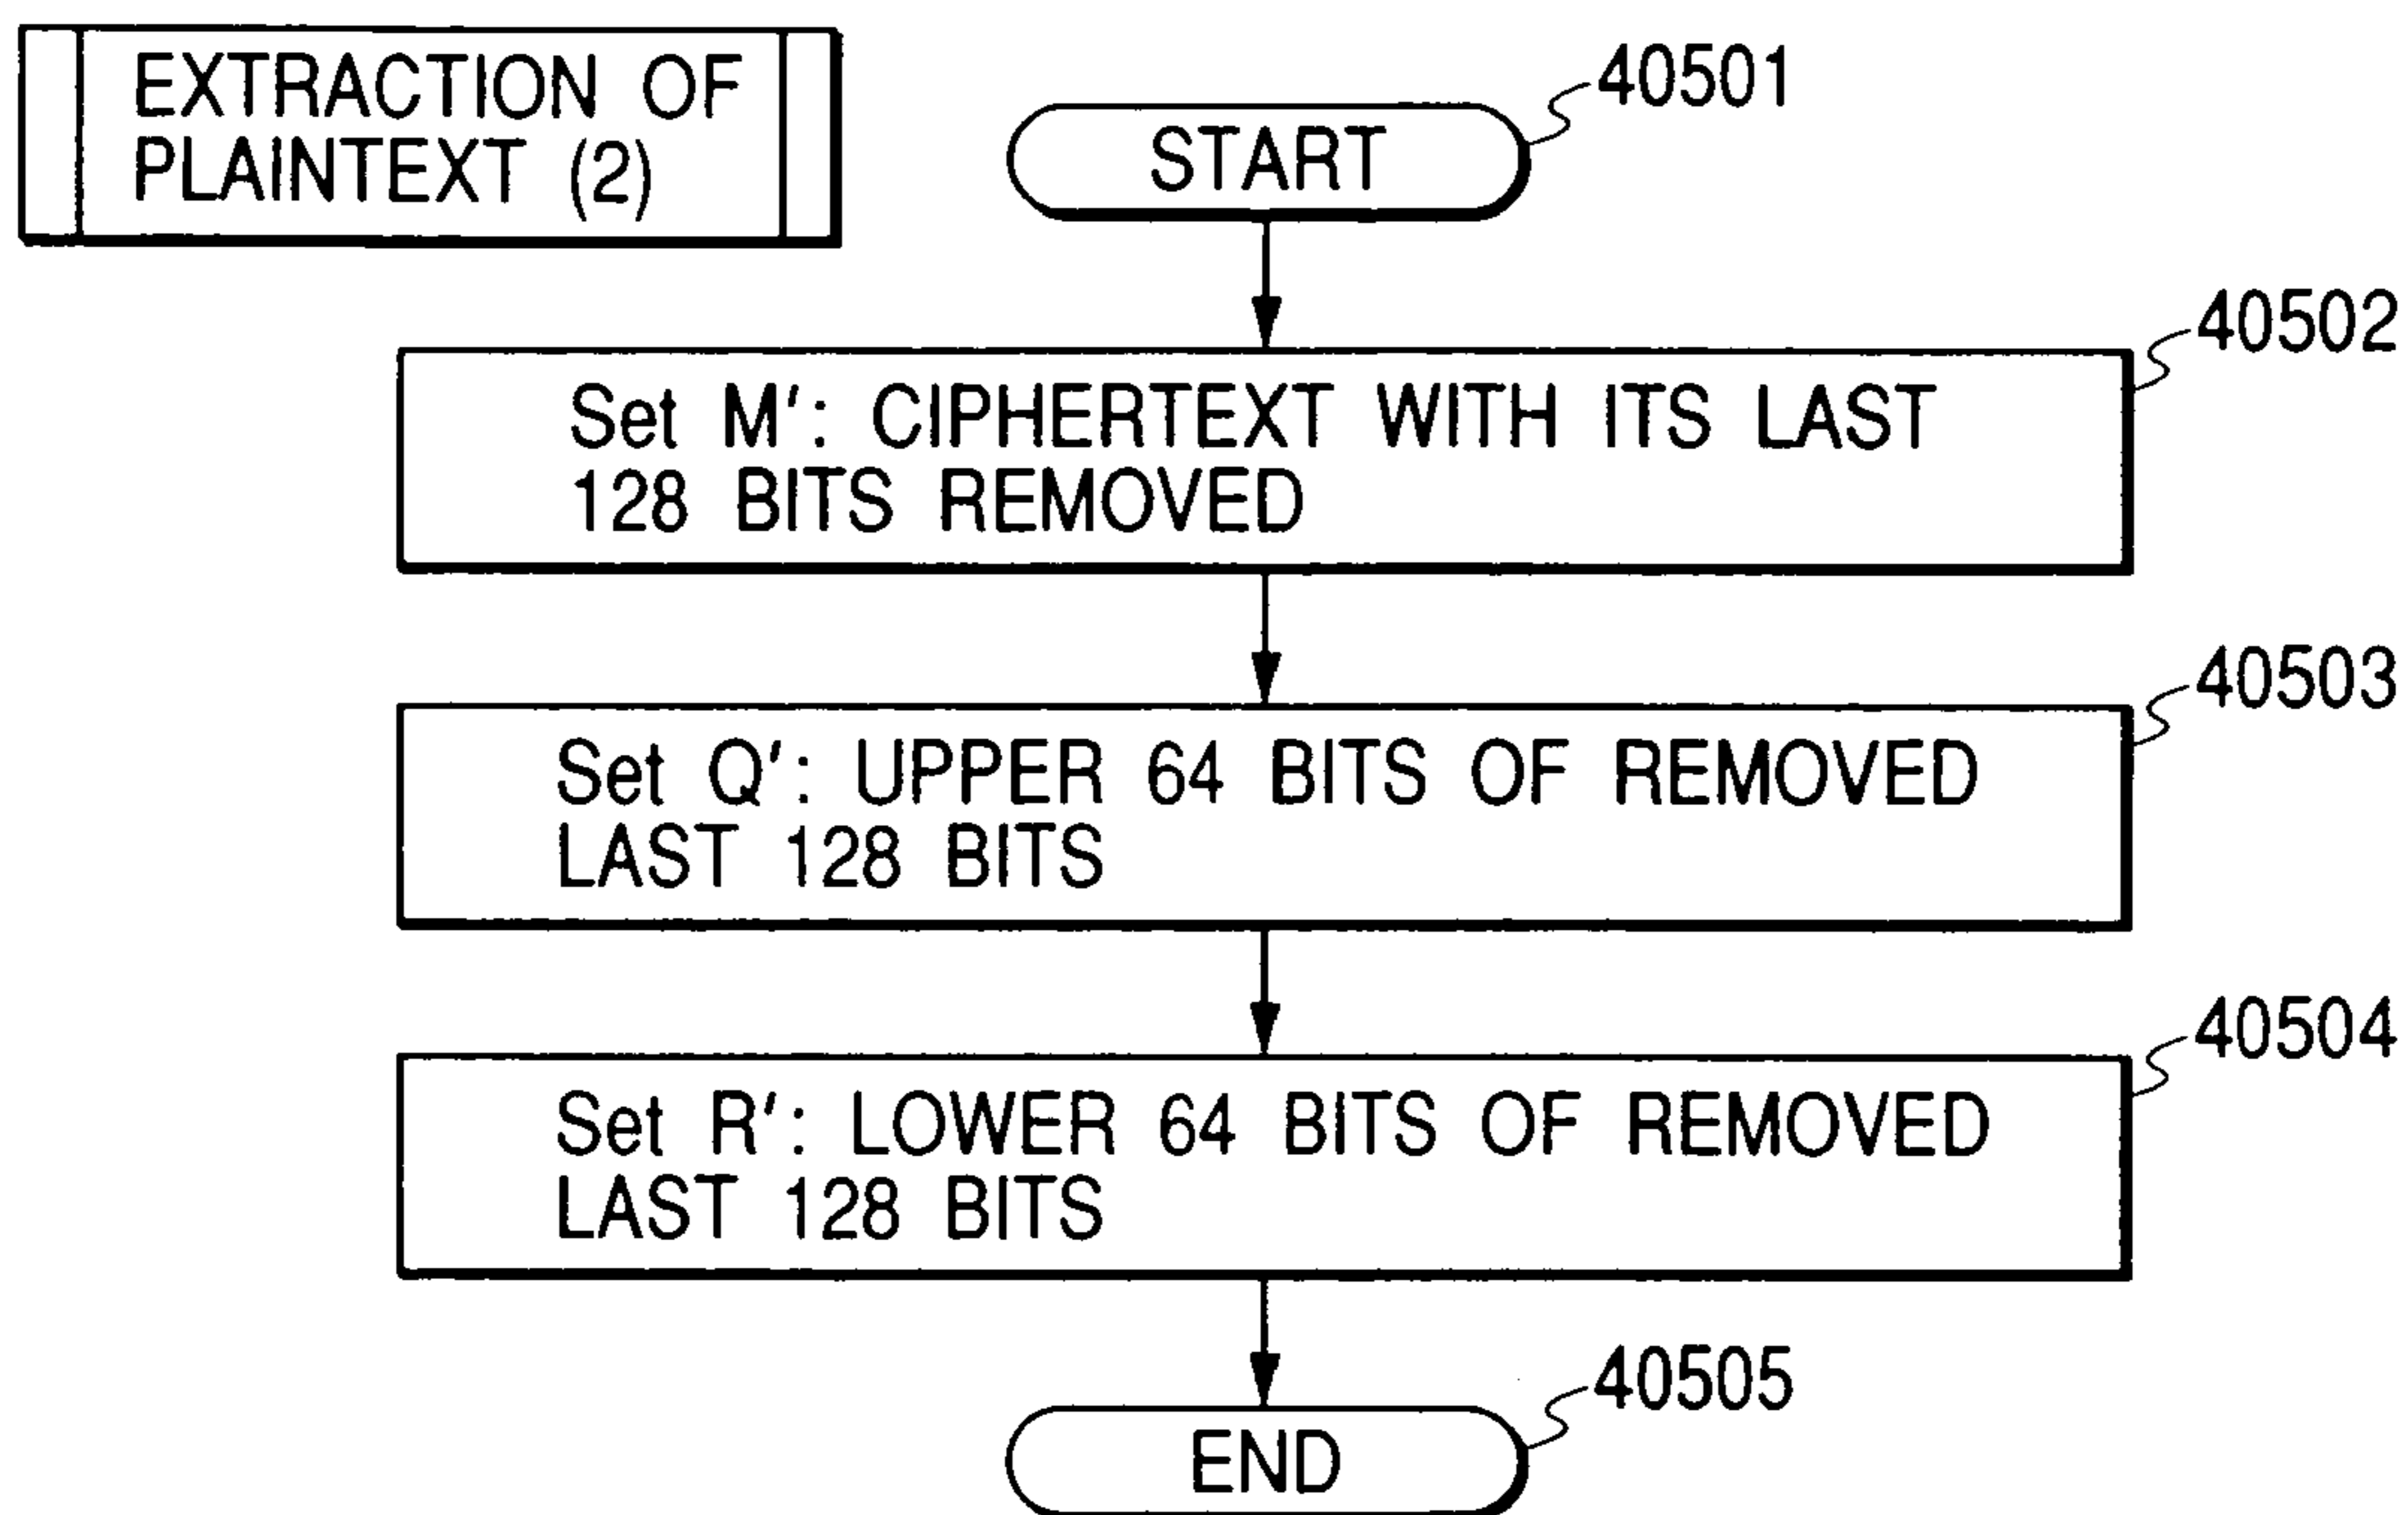 EXTRACTION OF
PLAINTEXT (2)
START
40501
Set M': CIPHERTEXT WITH ITS LAST
128 BITS REMOVED
40502
Set Q': UPPER 64 BITS OF REMOVED
LAST 128 BITS
40503
Set R': LOWER 64 BITS OF REMOVED
LAST 128 BITS
40504
END
40505